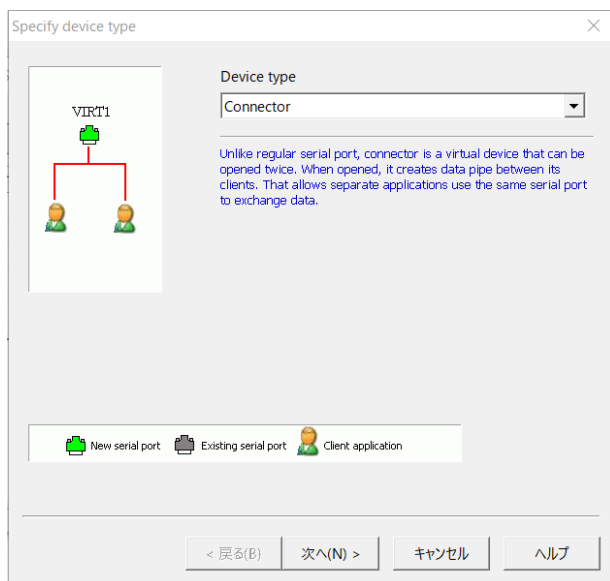 Specify device type
Device type
VIRT1
Connector
Unlike regular serial port, connector is a virtual device that can be
opened twice. When opened, it creates data pipe between its
clients. That allows separate applications use the same serial port
to exchange data.
New serial port Existing serial port Client application
< 戻る(B) 次へ(N) > キャンセル ヘルプ